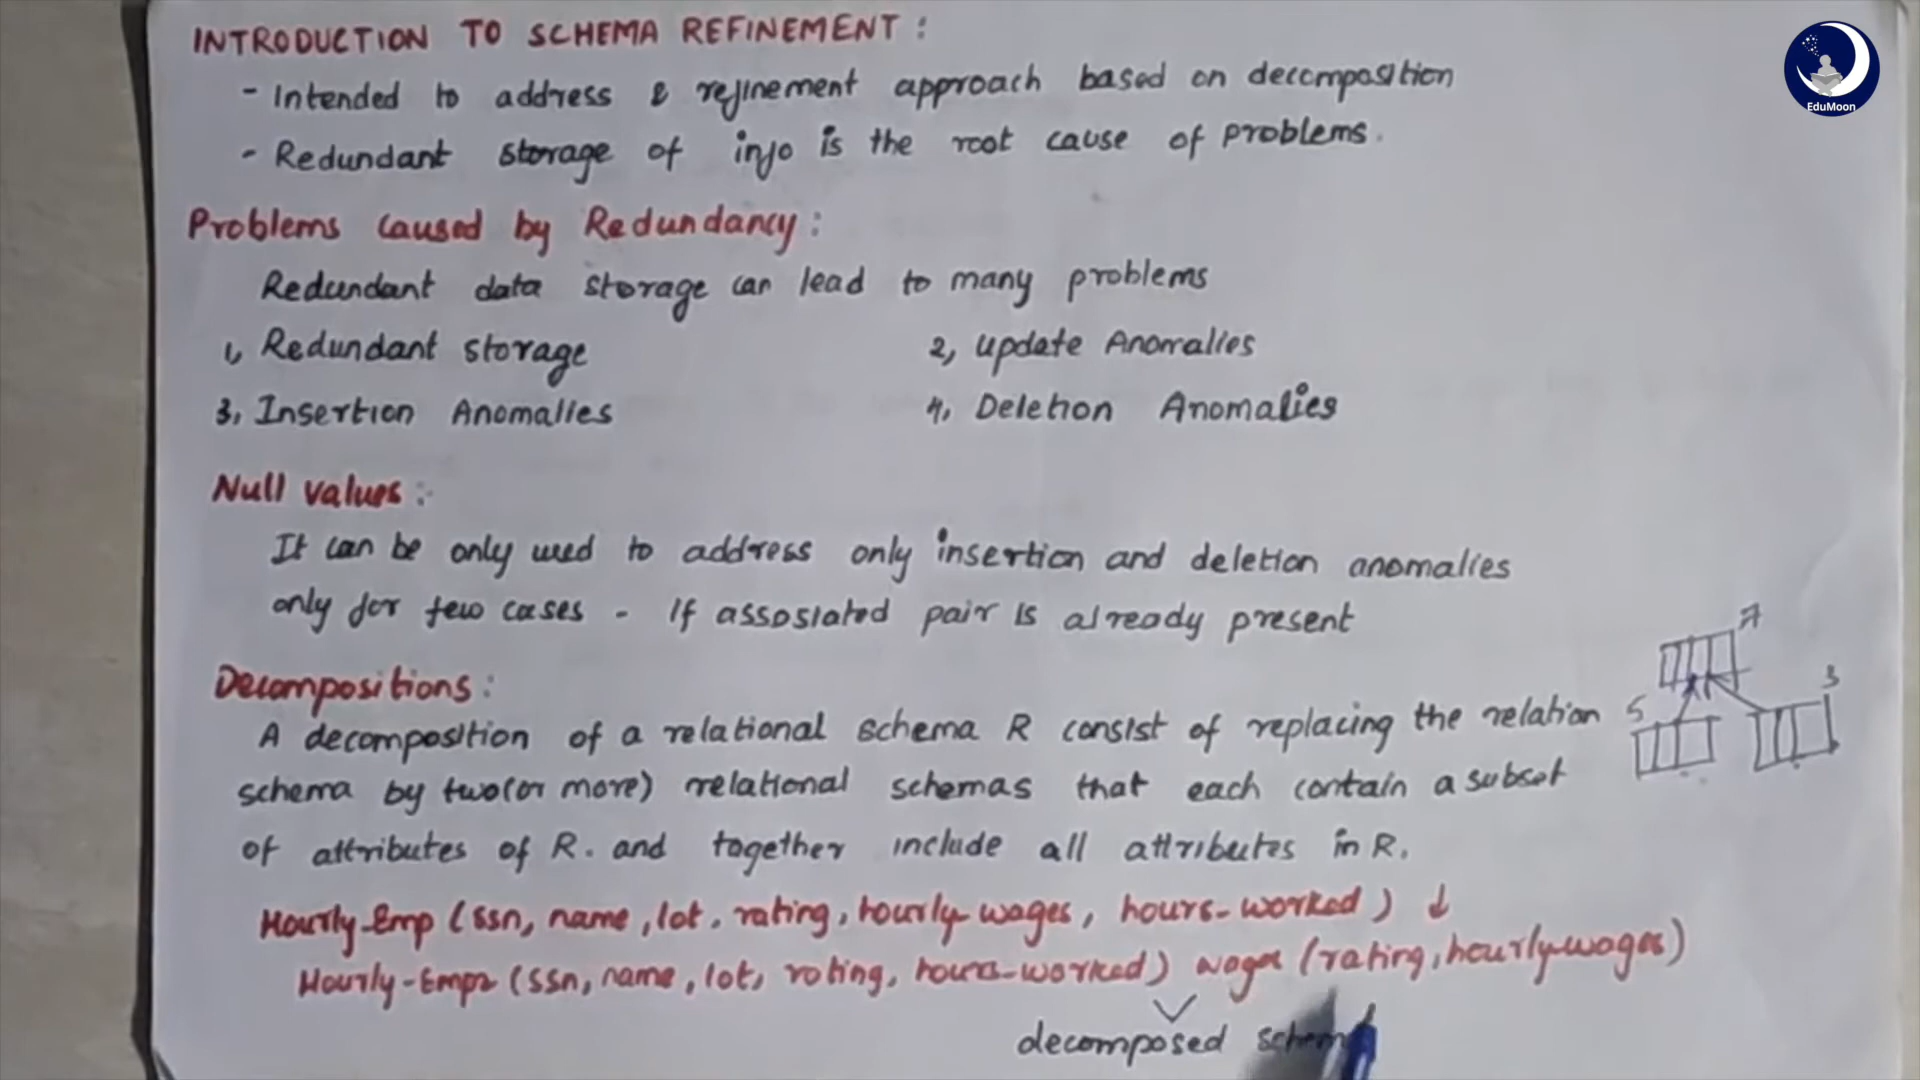 INTRODUCTION TO SCHEMA REFINEMENT :
- Intended to address & refinement approach based on decomposition
- Redundant storage of info is the root cause of problems.
Problems caused by Redundancy :
Redundant data storage can lead to many problems
1, Redundant storage
2, update Anomalies
3, Insertion Anomalies
4, Deletion Anomalies
Null values :
It can be only used to address only insertion and deletion anomalies
only for few cases - If assosiated pair is already present
Decompositions :
A decomposition of a relational schema R consist of replacing the relation
schema by two(or more) relational schemas that each contain a subset
of attributes of R. and together include all attributes in R.
Hourly-Emp (ssn, name, lot, rating, hourly-wages, hours-worked) ↓
Hourly-Emp2 (ssn, name, lot, rating, hours-worked) wages (rating, hourly-wages)
decomposed
EduMoon